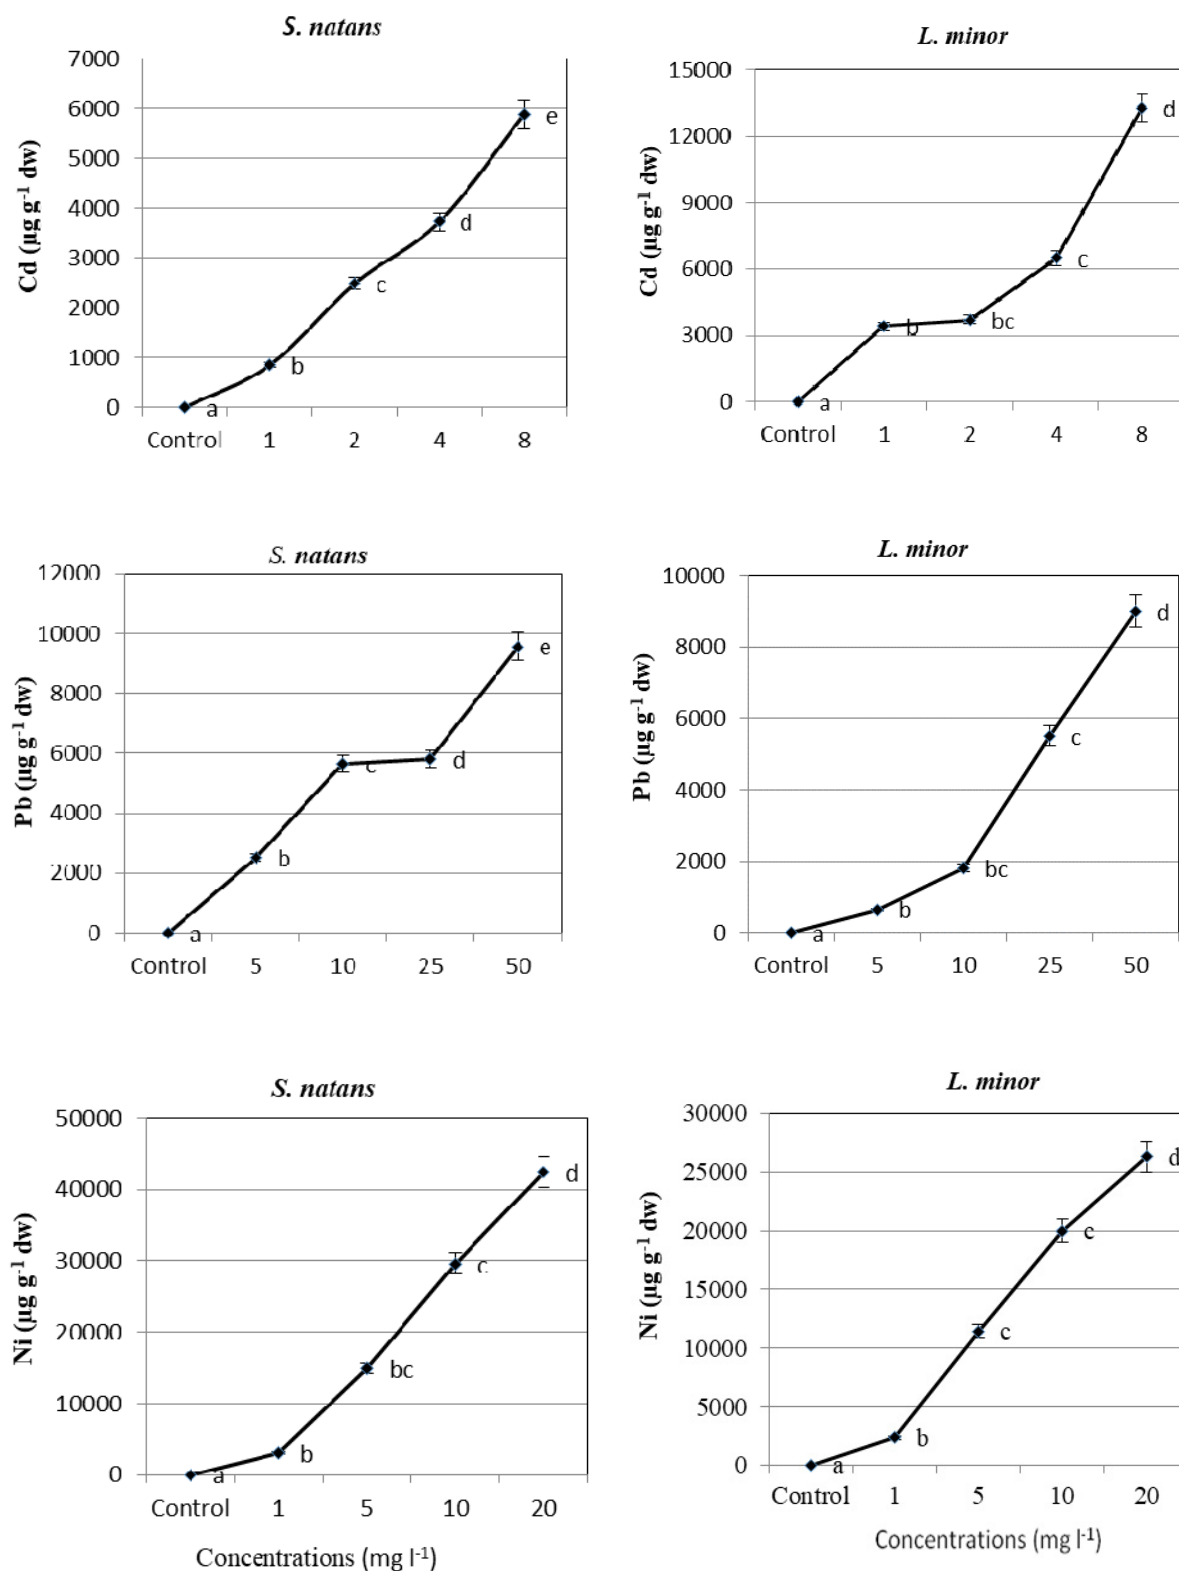 S. natans
7000
6000
5000
4000
3000
2000
1000
0
Cd (µg g-1 dw)
a
b
c
d
e
Control 1 2 4 8
L. minor
15000
12000
9000
6000
3000
0
Cd (µg g-1 dw)
a
b
bc
c
d
Control 1 2 4 8
S. natans
12000
10000
8000
6000
4000
2000
0
Pb (µg g-1 dw)
a
b
c
d
e
Control 5 10 25 50
L. minor
10000
8000
6000
4000
2000
0
Pb (µg g-1 dw)
a
b
bc
c
d
Control 5 10 25 50
S. natans
50000
40000
30000
20000
10000
0
Ni (µg g-1 dw)
a
b
bc
c
d
Control 1 5 10 20
Concentrations (mg l-1)
L. minor
30000
25000
20000
15000
10000
5000
0
Ni (µg g-1 dw)
a
b
c
c
d
Control 1 5 10 20
Concentrations (mg l-1)